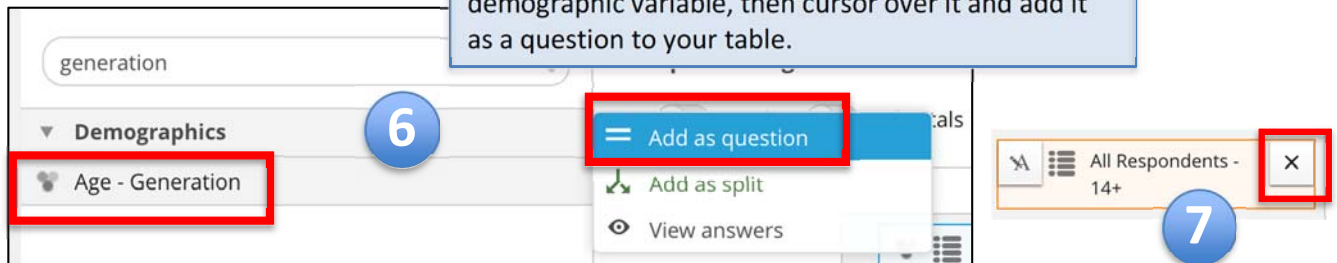 demographic variable, then cursor over it and add it
as a question to your table.
generation
Demographics
Age - Generation
6
Add as question
Add as split
View answers
tals
All Respondents -
14+
7